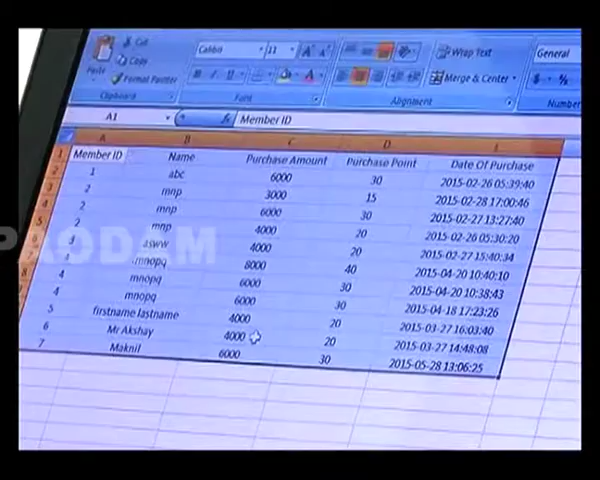 Cut
Copy
Paste
Format Painter
Clipboard
Calibri 11
Font
Wrap Text
Merge & Center
Alignment
General
Number
A1 Member ID
A B C D E
1 Member ID Name Purchase Amount Purchase Point Date Of Purchase
2 1 abc 6000 30 2015-02-26 05:39:40
3 2 mnp 3000 15 2015-02-28 17:00:46
4 2 mnp 6000 30 2015-02-27 13:27:40
5 2 mnp 4000 20 2015-02-26 05:30:20
3 asww 4000 20 2015-02-27 15:40:34
mnopq 8000 40 2015-04-20 10:40:10
8 4 mnopq 6000 30 2015-04-20 10:38:43
4 mnopq 6000 30 2015-04-18 17:23:26
5 firstname lastname 4000 20 2015-03-27 16:03:40
6 Mr Akshay 4000 20 2015-03-27 14:48:08
7 Maknil 6000 30 2015-05-28 13:06:25
PRODAM